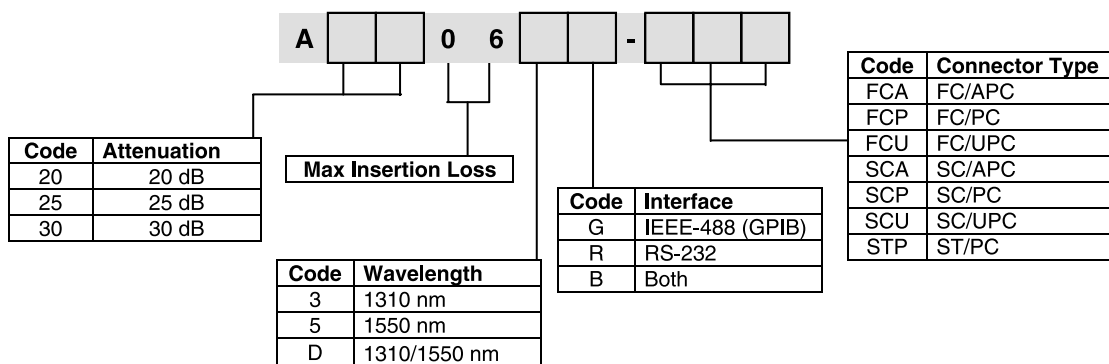 A 0 6 -
Code Attenuation
20 20 dB
25 25 dB
30 30 dB
Max Insertion Loss
Code Wavelength
3 1310 nm
5 1550 nm
D 1310/1550 nm
Code Interface
G IEEE-488 (GPIB)
R RS-232
B Both
Code Connector Type
FCA FC/APC
FCP FC/PC
FCU FC/UPC
SCA SC/APC
SCP SC/PC
SCU SC/UPC
STP ST/PC